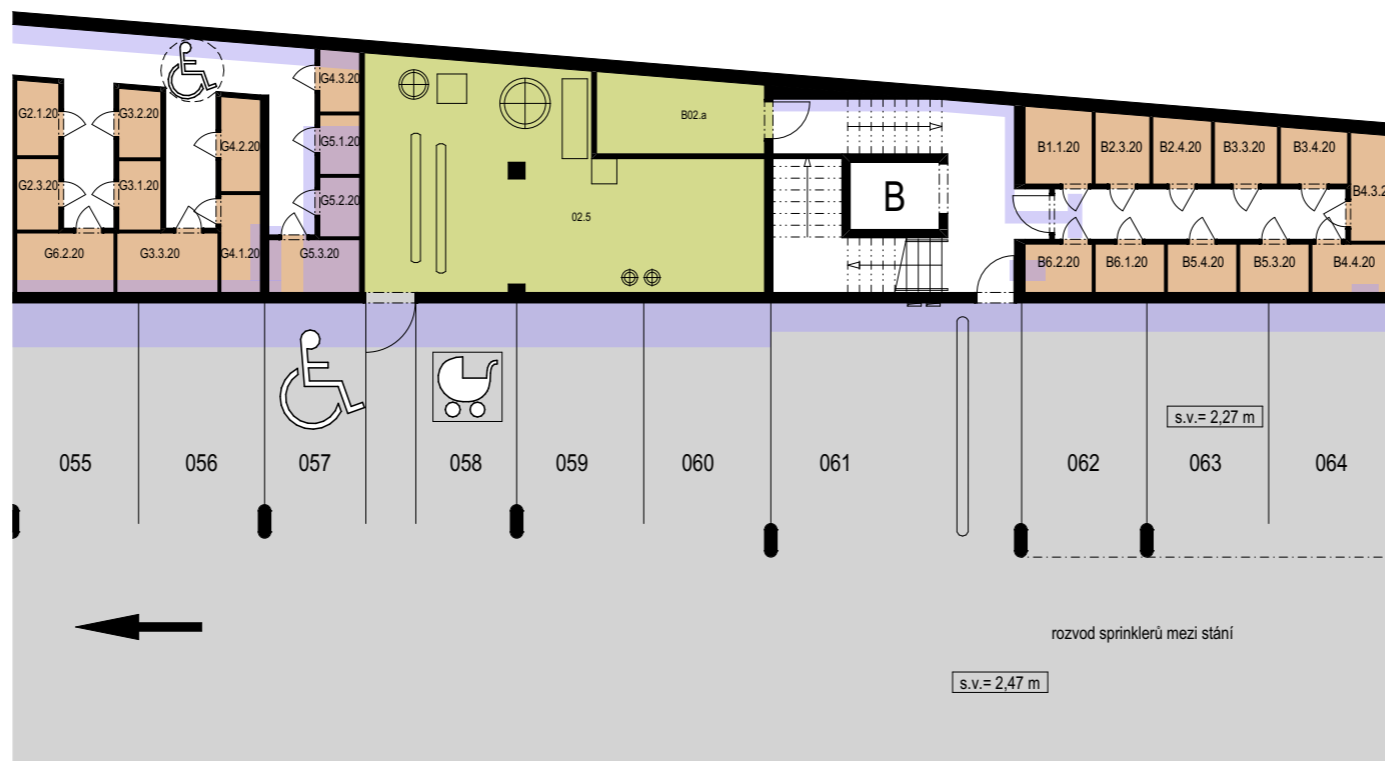 G2.1.20
G3.2.20
G4.2.20
G4.3.20
G5.1.20
G2.3.20
G3.1.20
G5.2.20
G6.2.20
G3.3.20
G4.1.20
G5.3.20
B02.a
02.5
B
B1.1.20
B2.3.20
B2.4.20
B3.3.20
B3.4.20
B4.3.2
B6.2.20
B6.1.20
B5.4.20
B5.3.20
B4.4.20
s.v.= 2,27 m
055
056
057
058
059
060
061
062
063
064
rozvod sprinklerů mezi stání
s.v.= 2,47 m